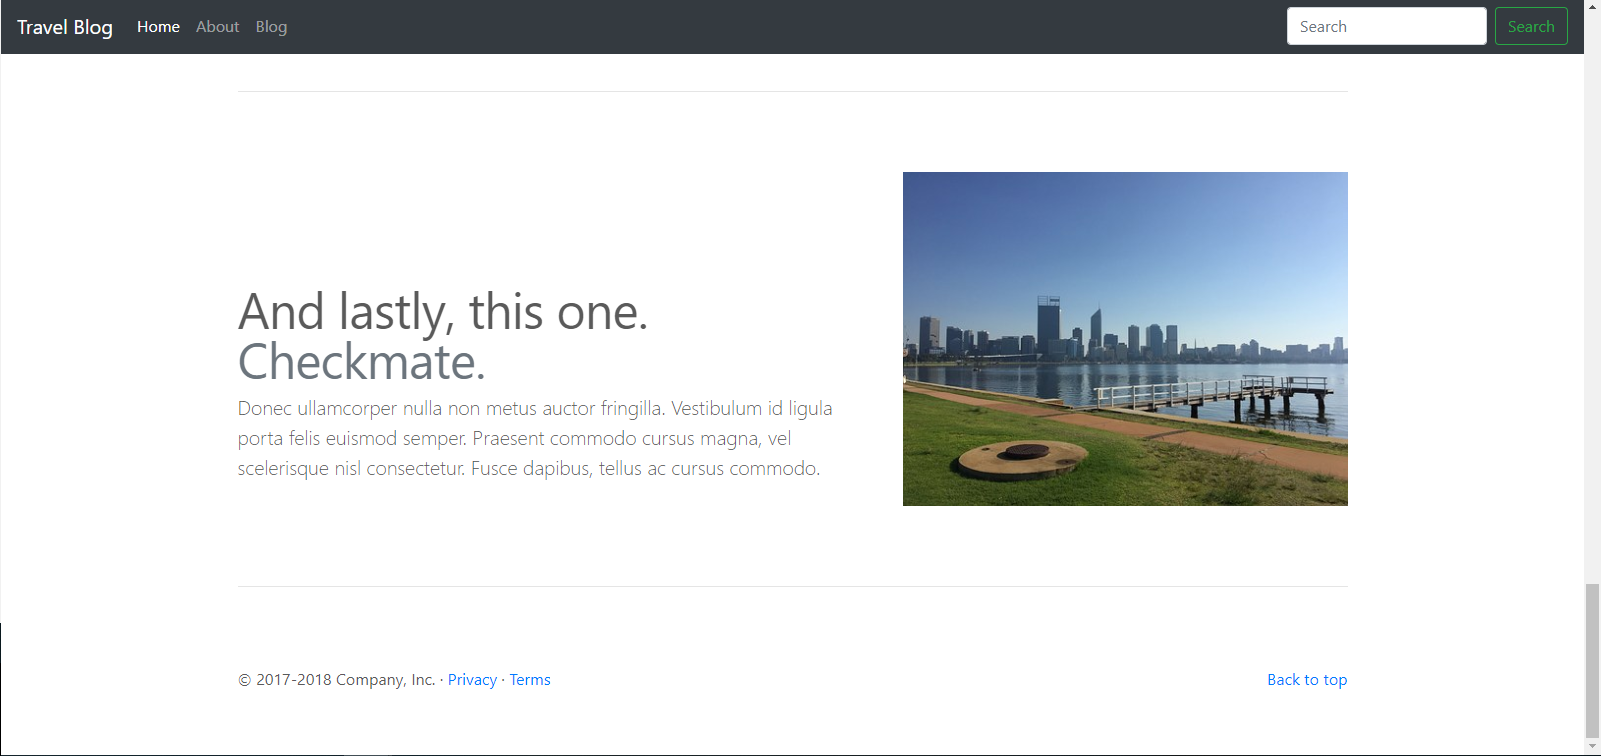 Travel Blog Home About Blog Search Search
And lastly, this one.
Checkmate.
Donec ullamcorper nulla non metus auctor fringilla. Vestibulum id ligula
porta felis euismod semper. Praesent commodo cursus magna, vel
scelerisque nisl consectetur. Fusce dapibus, tellus ac cursus commodo.
© 2017-2018 Company, Inc. · Privacy · Terms Back to top